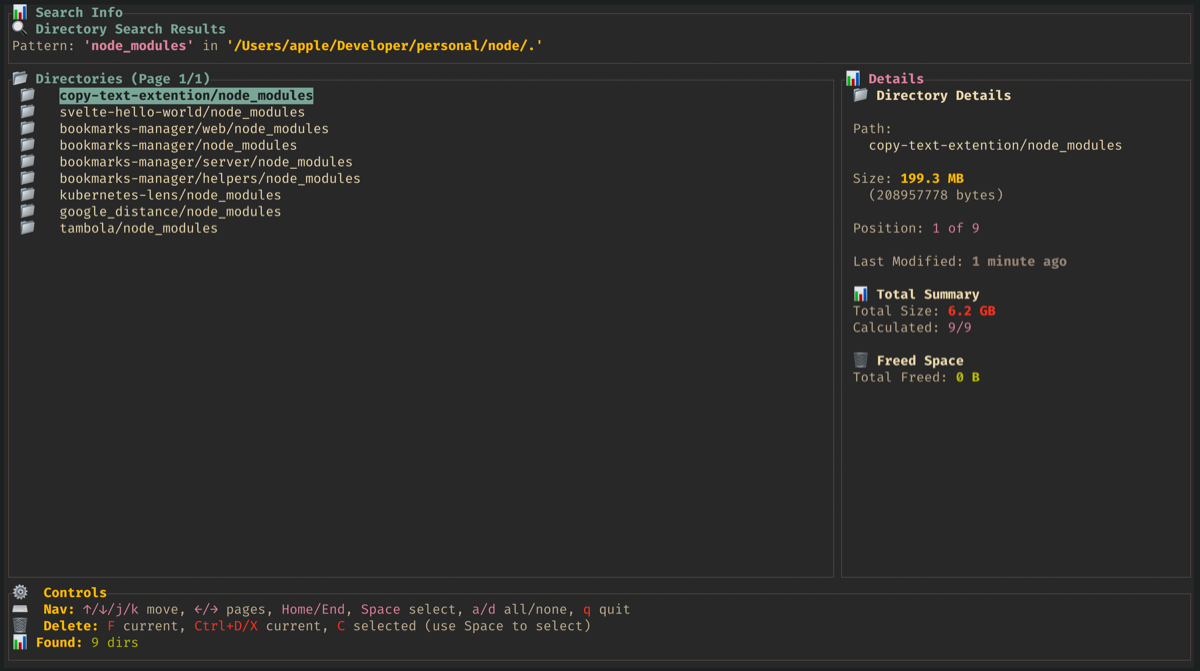 Search Info
Directory Search Results
Pattern: 'node_modules' in '/Users/apple/Developer/personal/node/.'
Directories (Page 1/1)
copy-text-extention/node_modules
svelte-hello-world/node_modules
bookmarks-manager/web/node_modules
bookmarks-manager/node_modules
bookmarks-manager/server/node_modules
bookmarks-manager/helpers/node_modules
kubernetes-lens/node_modules
google_distance/node_modules
tambola/node_modules
Details
Directory Details
Path:
copy-text-extention/node_modules
Size: 199.3 MB
(208957778 bytes)
Position: 1 of 9
Last Modified: 1 minute ago
Total Summary
Total Size: 6.2 GB
Calculated: 9/9
Freed Space
Total Freed: 0 B
Controls
Nav: ↑/↓/j/k move, ←/→ pages, Home/End, Space select, a/d all/none, q quit
Delete: F current, Ctrl+D/X current, C selected (use Space to select)
Found: 9 dirs